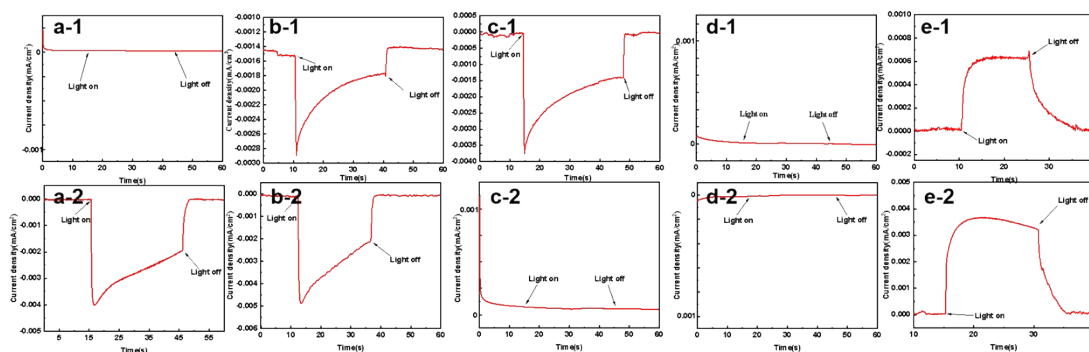 a-1
Current density(mA/cm²)
0
-0.001
Light on
Light off
0 10 20 30 40 50 60
Time(s)
b-1
Current density(mA/cm²)
-0.0014
-0.0016
-0.0018
-0.0020
-0.0022
-0.0024
-0.0026
-0.0028
-0.0030
Light on
Light off
0 10 20 30 40 50 60
Time(s)
c-1
Current density(mA/cm²)
0.0005
0.0000
-0.0005
-0.0010
-0.0015
-0.0020
-0.0025
-0.0030
-0.0035
-0.0040
Light on
Light off
0 10 20 30 40 50 60
Time(s)
d-1
Current density(mA/cm²)
0.001
0
Light on
Light off
0 10 20 30 40 50 60
Time(s)
e-1
Current density(mA/cm²)
0.0010
0.0008
0.0006
0.0004
0.0002
0.0000
-0.0002
Light off
Light on
0 10 20 30
Time(s)
a-2
Current density(mA/cm²)
0.000
-0.001
-0.002
-0.003
-0.004
-0.005
Light on
Light off
5 15 25 35 45 55
Time(s)
b-2
Current density(mA/cm²)
0.000
-0.001
-0.002
-0.003
-0.004
-0.005
-0.006
Light on
Light off
0 10 20 30 40 50 60
Time(s)
c-2
Current density(mA/cm²)
0.001
0
Light on
Light off
0 10 20 30 40 50 60
Time(s)
d-2
Current density(mA/cm²)
0
0.001
Light on
Light off
0 10 20 30 40 50 60
Time(s)
e-2
Current density(mA/cm²)
0.005
0.004
0.003
0.002
0.001
0.000
Light off
Light on
10 20 30 40
Time(s)